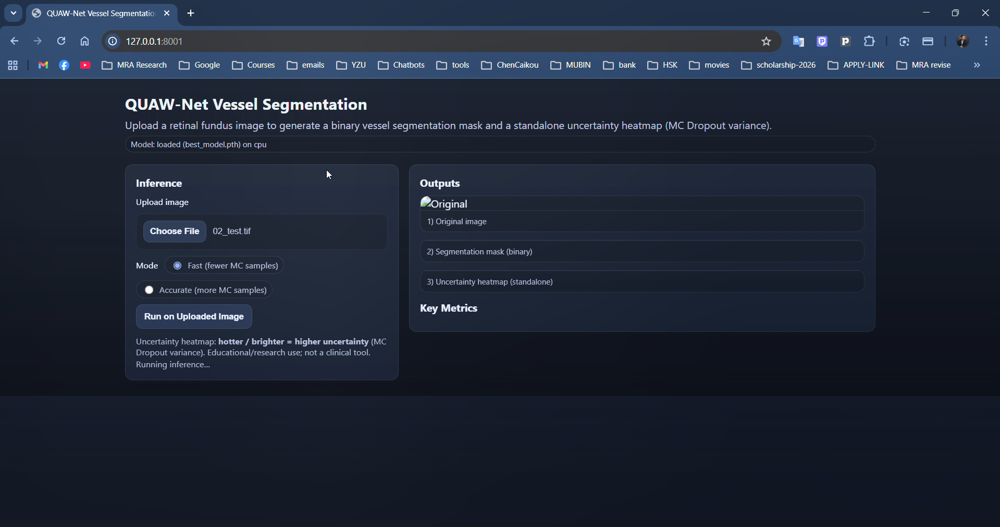 QUAW-Net Vessel Segmentatio
127.0.0.1:8001
MRA Research
Google
Courses
emails
YZU
Chatbots
tools
ChenCaikou
MUBIN
bank
HSK
movies
scholarship-2026
APPLY-LINK
MRA revise
QUAW-Net Vessel Segmentation
Upload a retinal fundus image to generate a binary vessel segmentation mask and a standalone uncertainty heatmap (MC Dropout variance).
Model: loaded (best_model.pth) on cpu
Inference
Upload image
Choose File 02_test.tif
Mode Fast (fewer MC samples)
Accurate (more MC samples)
Run on Uploaded Image
Uncertainty heatmap: hotter / brighter = higher uncertainty (MC
Dropout variance). Educational/research use; not a clinical tool.
Running inference...
Outputs
Original
1) Original image
2) Segmentation mask (binary)
3) Uncertainty heatmap (standalone)
Key Metrics